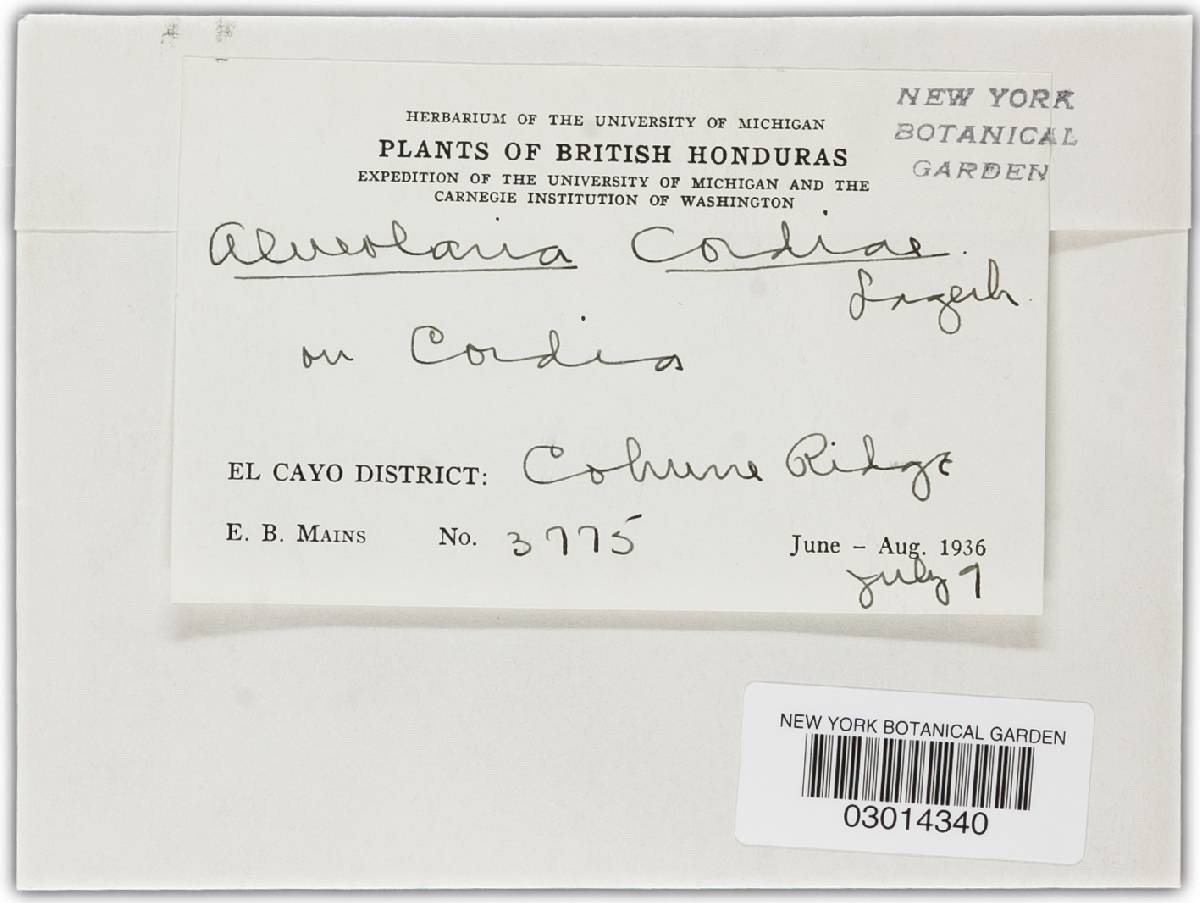 HERBARIUM OF THE UNIVERSITY OF MICHIGAN
PLANTS OF BRITISH HONDURAS
EXPEDITION OF THE UNIVERSITY OF MICHIGAN AND THE
CARNEGIE INSTITUTION OF WASHINGTON
NEW YORK
BOTANICAL
GARDEN
Alveolaria Cordiae.
Lagerh.
on Cordia
EL CAYO DISTRICT: Cohune Ridge
E. B. MAINS No. 3775 June – Aug. 1936
July 9
NEW YORK BOTANICAL GARDEN
03014340